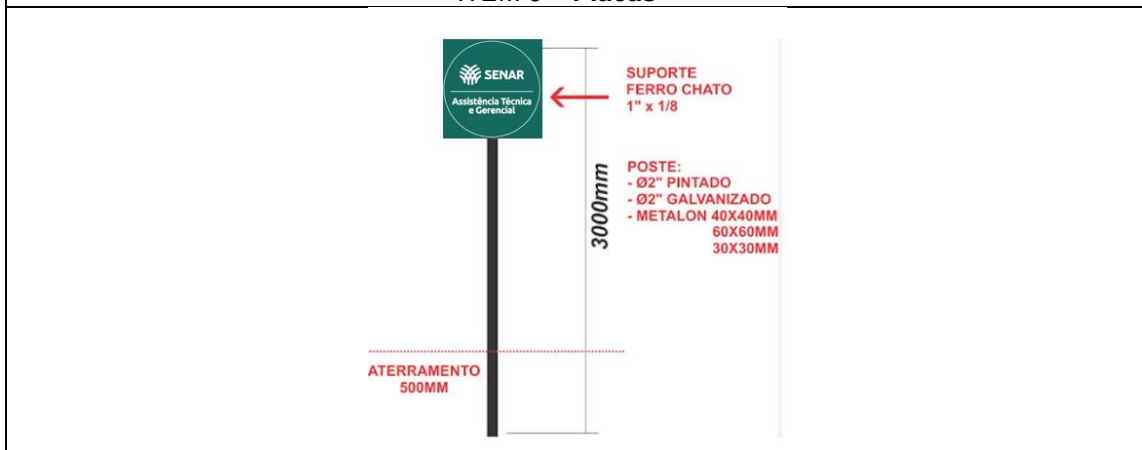 Placas
SENAR
Assistência Técnica
e Gerencial
SUPORTE
FERRO CHATO
1" x 1/8
3000mm
POSTE:
- Ø2" PINTADO
- Ø2" GALVANIZADO
- METALON 40X40MM
60X60MM
30X30MM
ATERRAMENTO
500MM